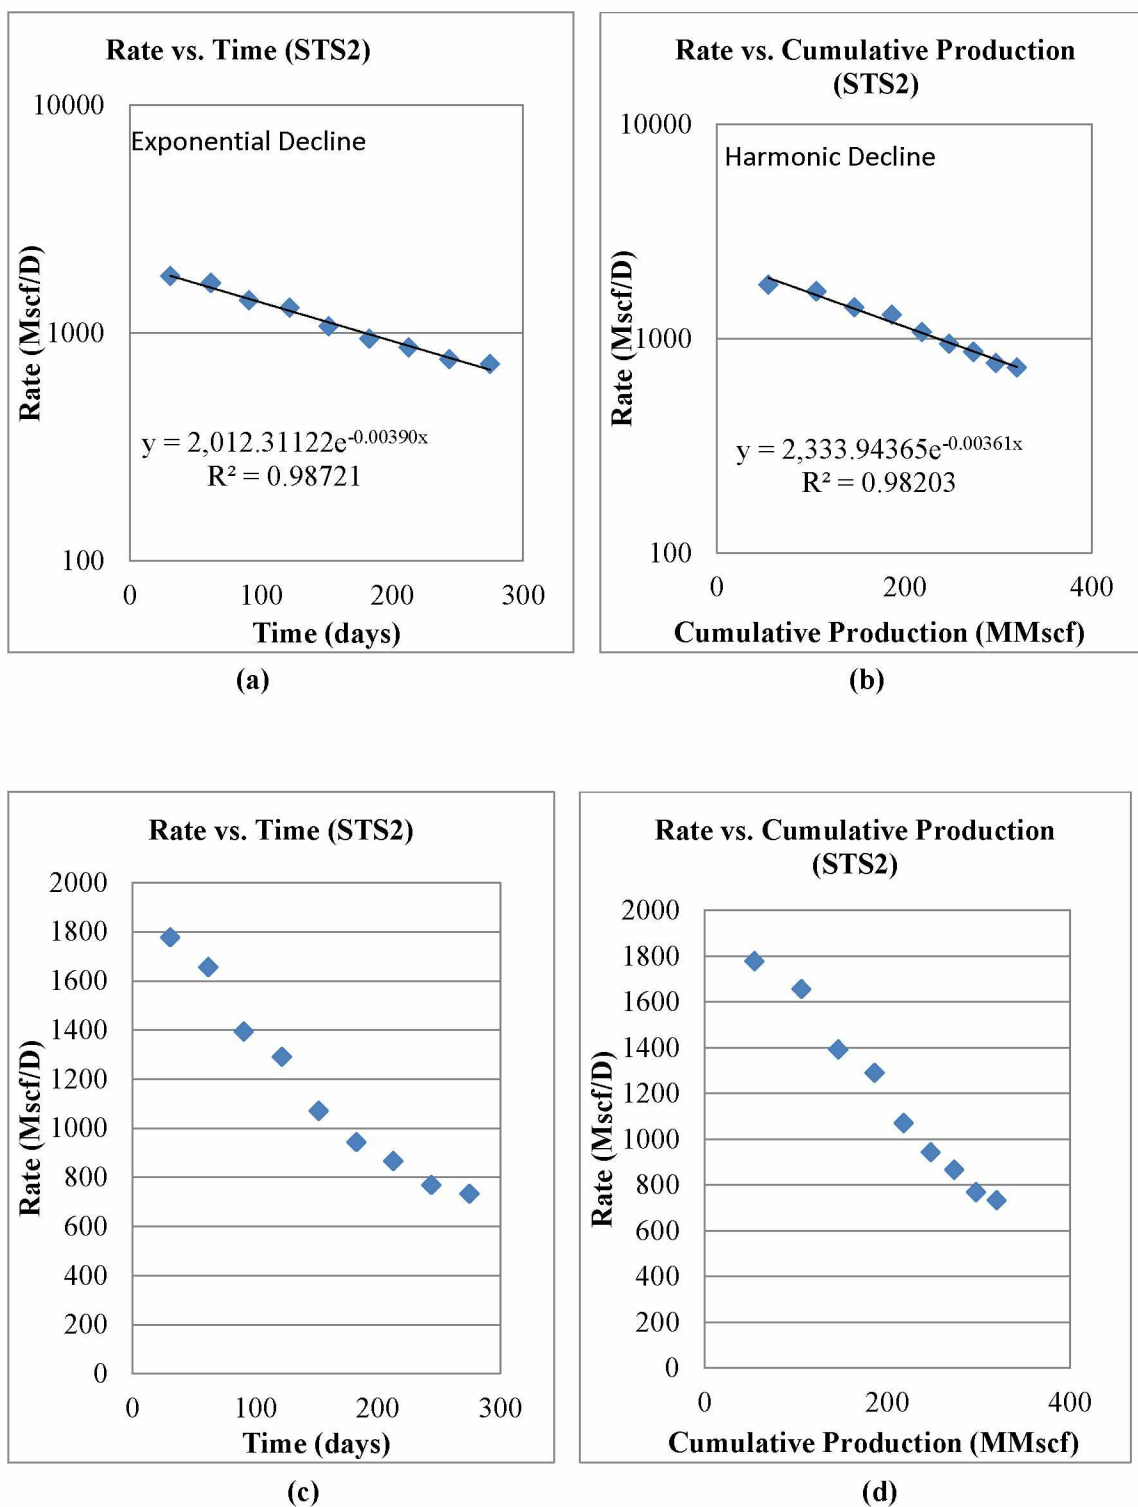 Rate vs. Time (STS2)
10000
Exponential Decline
1000
y = 2,012.31122e^-0.00390x
R² = 0.98721
100
0 100 200 300
Rate (Mscf/D)
Time (days)
(a)
Rate vs. Cumulative Production
(STS2)
10000
Harmonic Decline
1000
y = 2,333.94365e^-0.00361x
R² = 0.98203
100
0 200 400
Rate (Mscf/D)
Cumulative Production (MMscf)
(b)
Rate vs. Time (STS2)
2000
1800
1600
1400
1200
1000
800
600
400
200
0
0 100 200 300
Rate (Mscf/D)
Time (days)
(c)
Rate vs. Cumulative Production
(STS2)
2000
1800
1600
1400
1200
1000
800
600
400
200
0
0 200 400
Rate (Mscf/D)
Cumulative Production (MMscf)
(d)